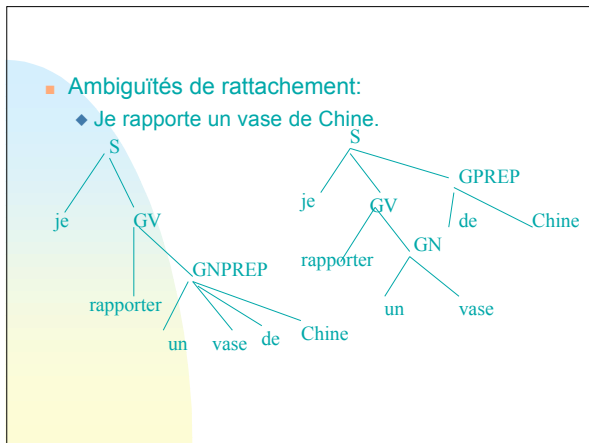 Ambiguïtés de rattachement:
Je rapporte un vase de Chine.
S
je
GV
rapporter
GNPREP
un vase de Chine
S
GPREP
je
GV
de
Chine
GN
rapporter
un
vase